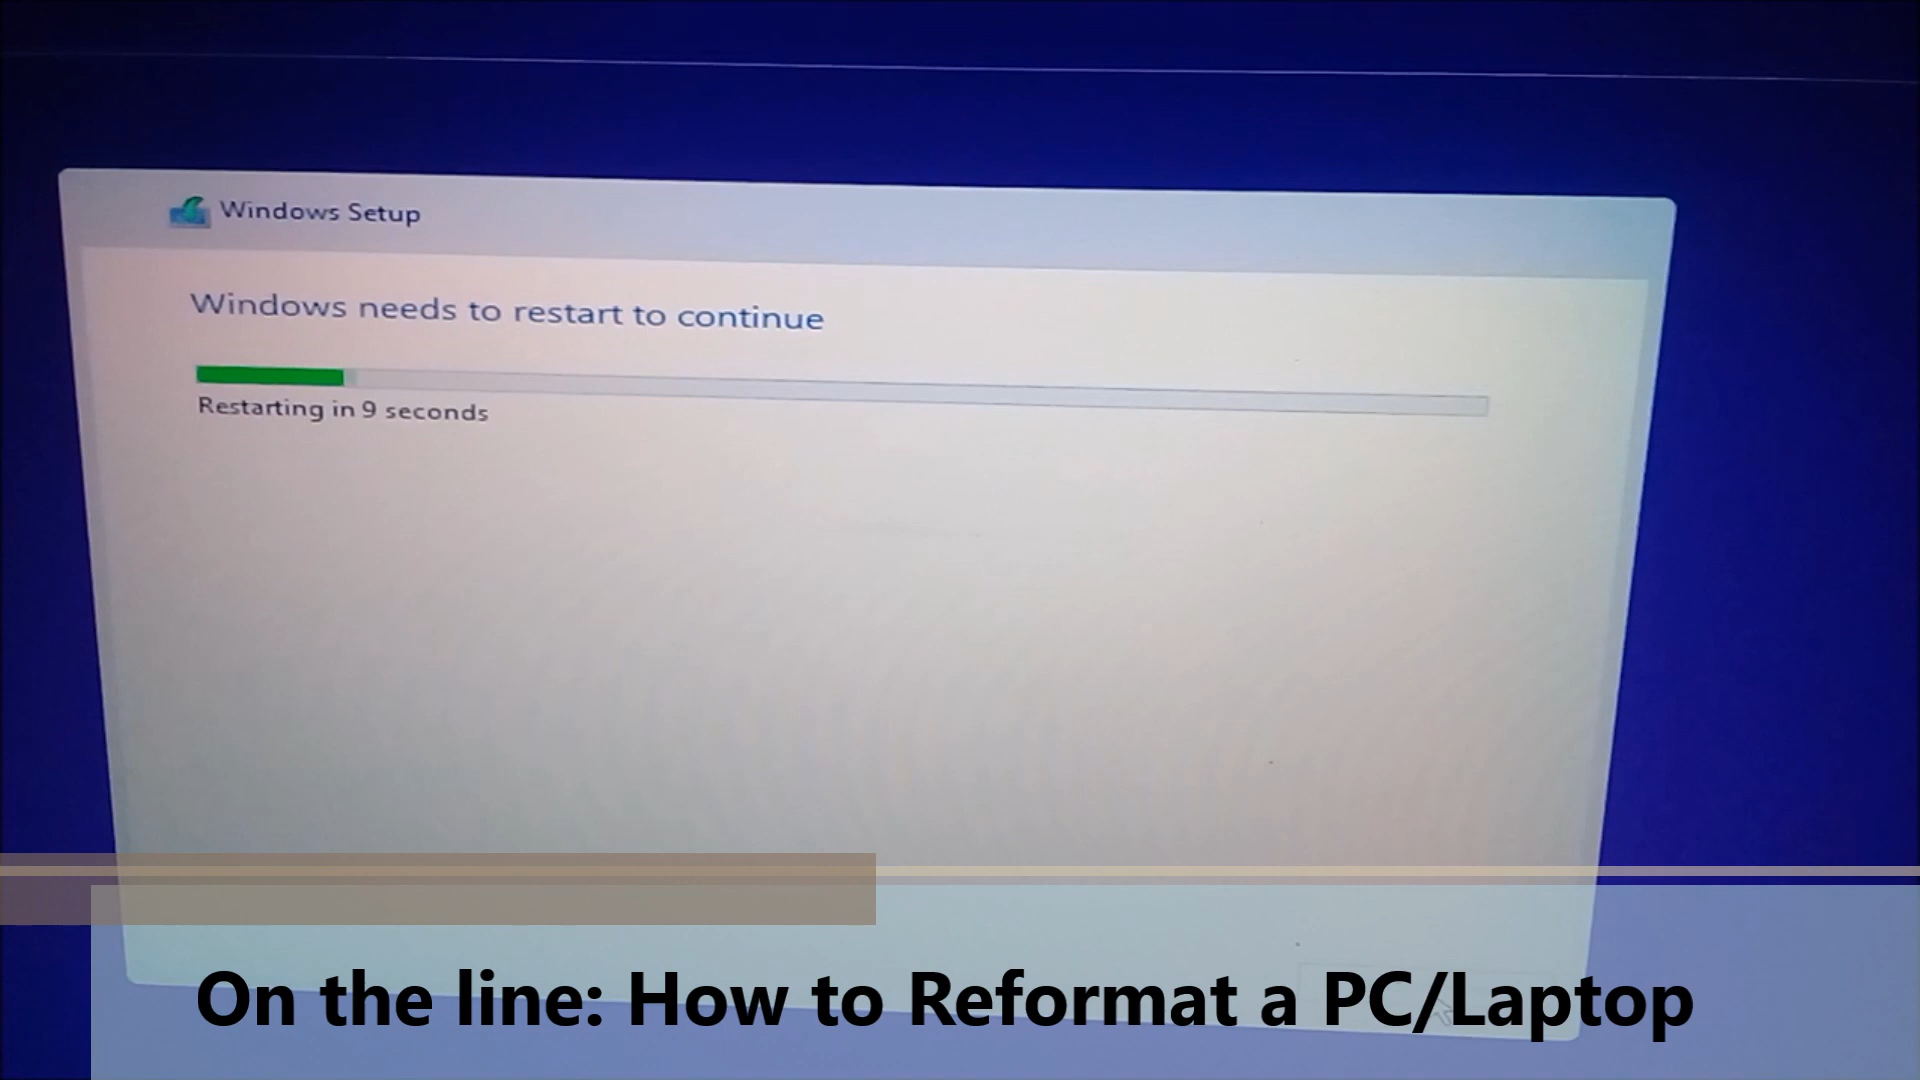 Windows Setup
Windows needs to restart to continue
Restarting in 9 seconds
On the line: How to Reformat a PC/Laptop